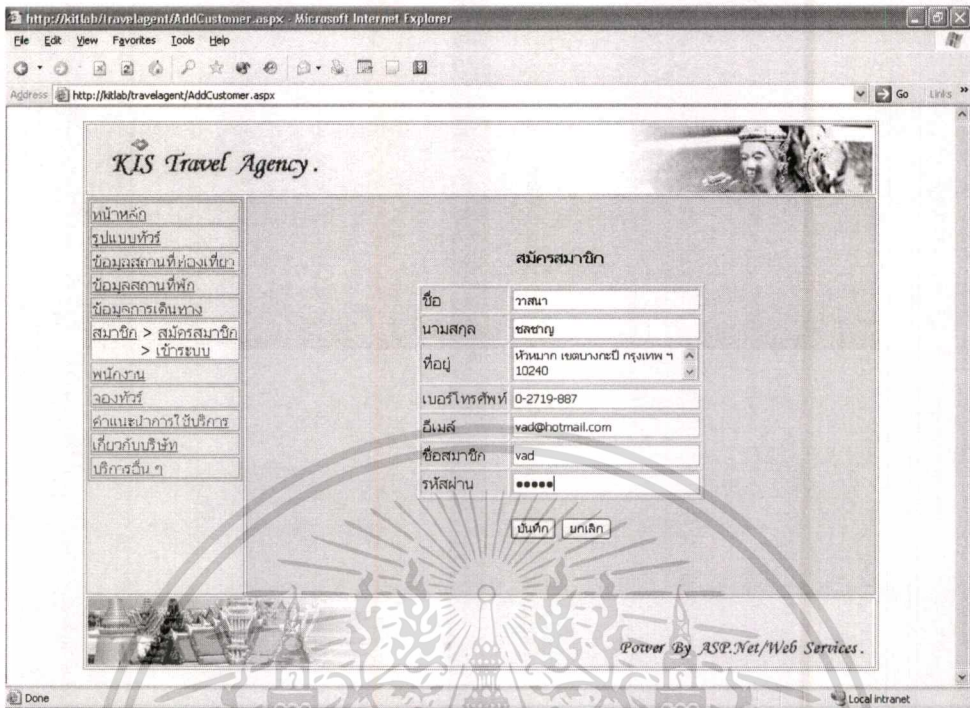 http://kitlab/travelagent/AddCustomer.aspx - Microsoft Internet Explorer
File Edit View Favorites Tools Help
Address http://kitlab/travelagent/AddCustomer.aspx Go Links »
KIS Travel Agency.
หน้าหลัก
รูปแบบทัวร์
ข้อมูลสถานที่ท่องเที่ยว
ข้อมูลสถานที่พัก
ข้อมูลการเดินทาง
สมาชิก > สมัครสมาชิก
> เข้าระบบ
พนักงาน
จองทัวร์
คำแนะนำการใช้บริการ
เกี่ยวกับบริษัท
บริการอื่น ๆ
สมัครสมาชิก
ชื่อ วาสนา
นามสกุล ชลชาญ
ที่อยู่ หัวหมาก เขตบางกะปิ กรุงเทพ ฯ
10240
เบอร์โทรศัพท์ 0-2719-887
อีเมล์ vad@hotmail.com
ชื่อสมาชิก vad
รหัสผ่าน •••••
บันทึก ยกเลิก
Power By ASP.Net/Web Services.
Done Local intranet